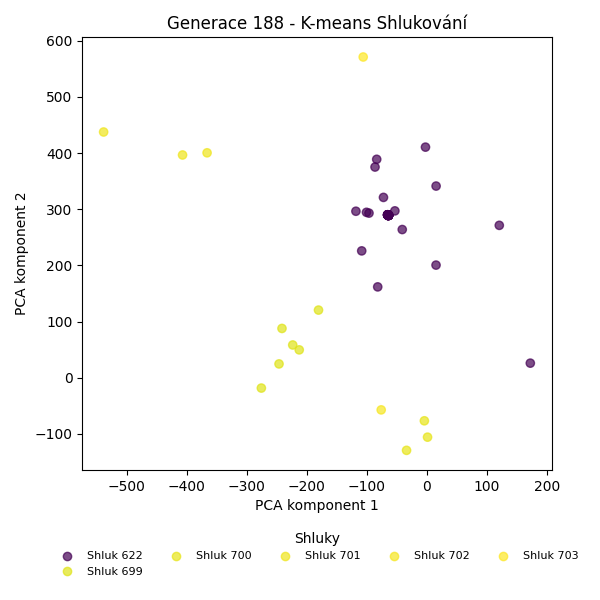 Generace 188 - K-means Shlukování
600
500
400
300
200
100
0
−100
PCA komponent 2
−500 −400 −300 −200 −100 0 100 200
PCA komponent 1
Shluky
Shluk 622 Shluk 700 Shluk 701 Shluk 702 Shluk 703
Shluk 699